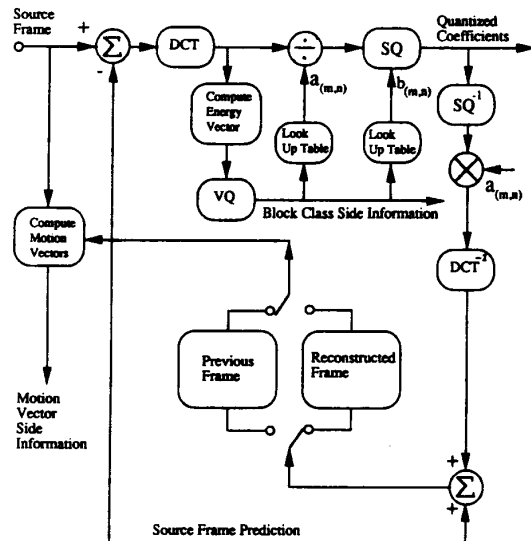 Source
Frame
+
Σ
-
DCT
÷
a(m,n)
SQ
b(m,n)
Quantized
Coefficients
SQ^-1
Compute
Energy
Vector
Look
Up Table
Look
Up Table
a(m,n)
VQ
Block Class Side Information
Compute
Motion
Vectors
DCT^-1
Previous
Frame
Reconstructed
Frame
Motion
Vector
Side
Information
+
Σ
+
Source Frame Prediction